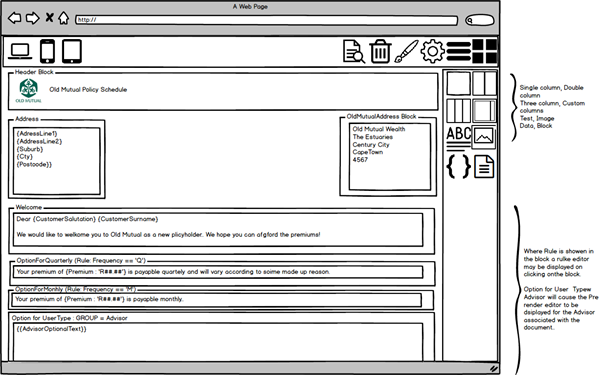 A Web Page
http://
Header Block
OLD MUTUAL
Old Mutual Policy Schedule
Address
{AdressLine1}
{AddressLine2}
{Suburb}
{City}
{Postcode}}
OldMutualAddress Block
Old Mutual Wealth
The Estuaries
Century City
CapeTown
4567
Welcome
Dear {CustomerSalutation} {CustomerSurname}
We would like to welkome you to Old Mutual as a new plicyholder. We hope you can afgford the premiums!
OptionForQuarterly (Rule: Frequency == 'Q')
Your premium of {Premium : 'R##.##'} is payable quartely and will vary according to soime made up reason.
OptionForMonhly (Rule: Frequency == 'M')
Your premium of {Premium : 'R##.##'} is payable monthly.
Option for UserType : GROUP = Advisor
{{AdvisorOptionalText}}
ABC
{ }
Single column, Double
column
Three column, Custom
columns
Test, Image
Data, Block
Where Rule is showen in
the block a rulke editor
may be displayed on
clicking onthe block.
Option for User Typew
Advisor will cause the Pre
render editor to be
dsiplayed for the Advisor
associated with the
document..